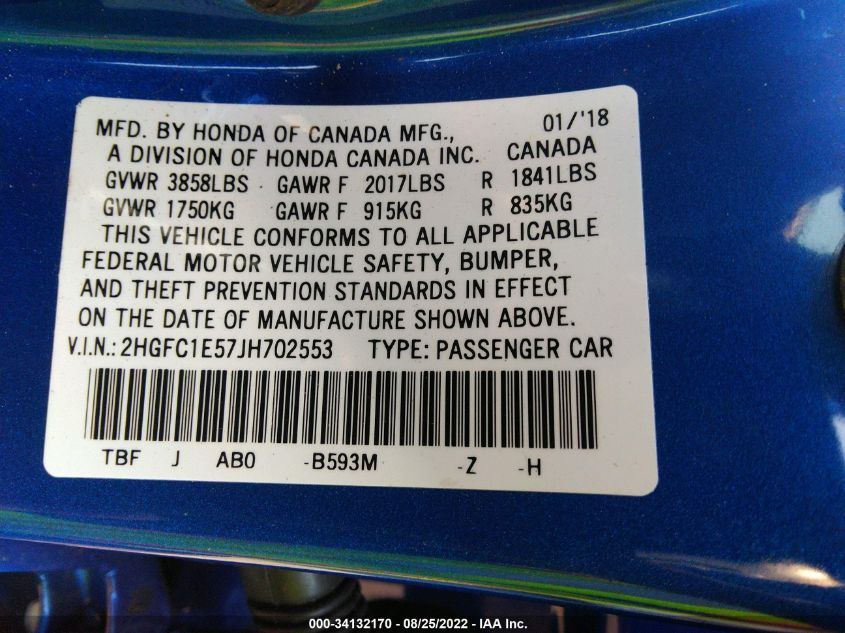 MFD. BY HONDA OF CANADA MFG., 01/'18
A DIVISION OF HONDA CANADA INC. CANADA
GVWR 3858LBS GAWR F 2017LBS R 1841LBS
GVWR 1750KG GAWR F 915KG R 835KG
THIS VEHICLE CONFORMS TO ALL APPLICABLE
FEDERAL MOTOR VEHICLE SAFETY, BUMPER,
AND THEFT PREVENTION STANDARDS IN EFFECT
ON THE DATE OF MANUFACTURE SHOWN ABOVE.
V.I.N.: 2HGFC1E57JH702553 TYPE: PASSENGER CAR
TBF J AB0 -B593M -Z -H
000-34132170 - 08/25/2022 - IAA Inc.